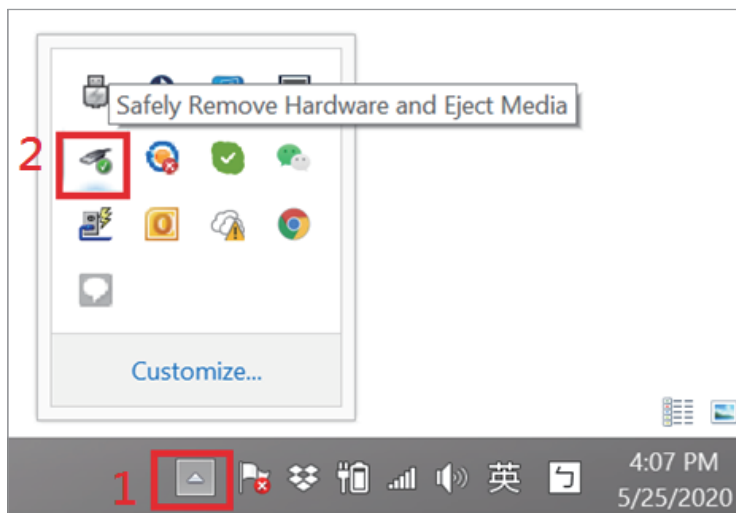 Safely Remove Hardware and Eject Media
2
Customize...
1
英
ㄅ
4:07 PM
5/25/2020